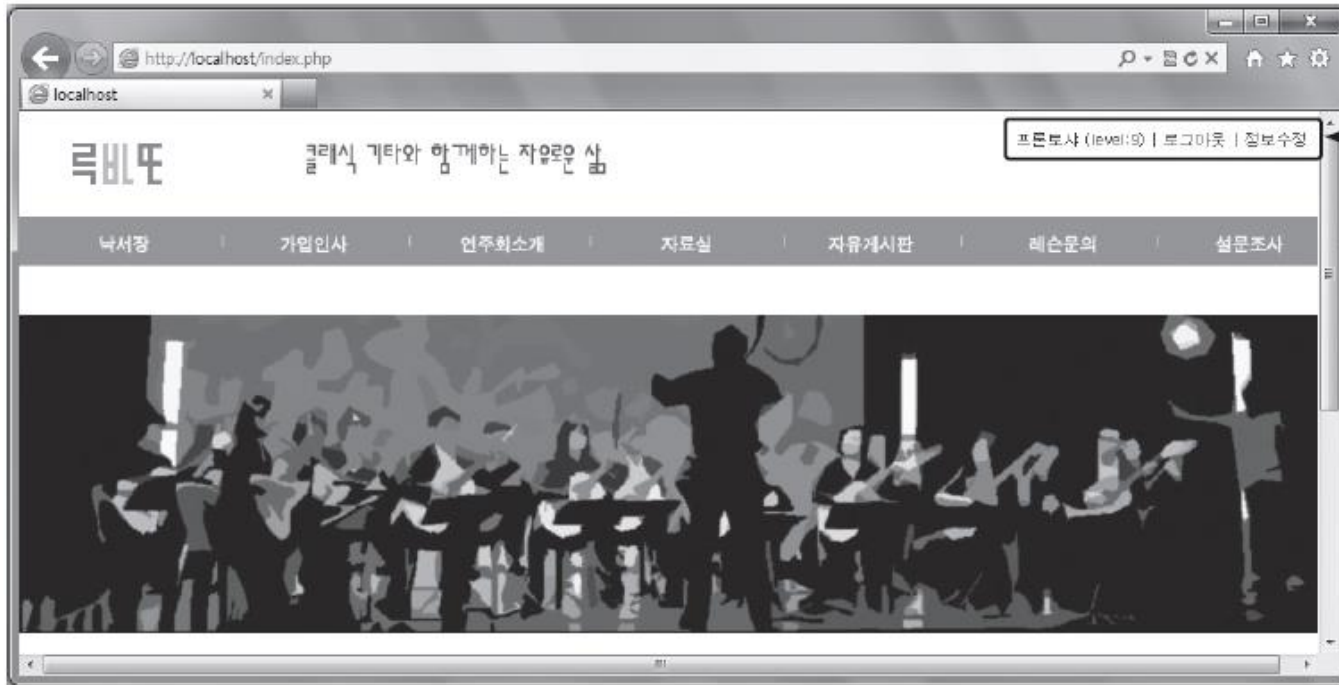 http://localhost/index.php
localhost
프론토샤 (level:9) | 로그아웃 | 정보수정
룩비또 클래식 기타와 함께하는 자유로운 삶
낙서장 | 가입인사 | 연주회소개 | 자료실 | 자유게시판 | 레슨문의 | 설문조사